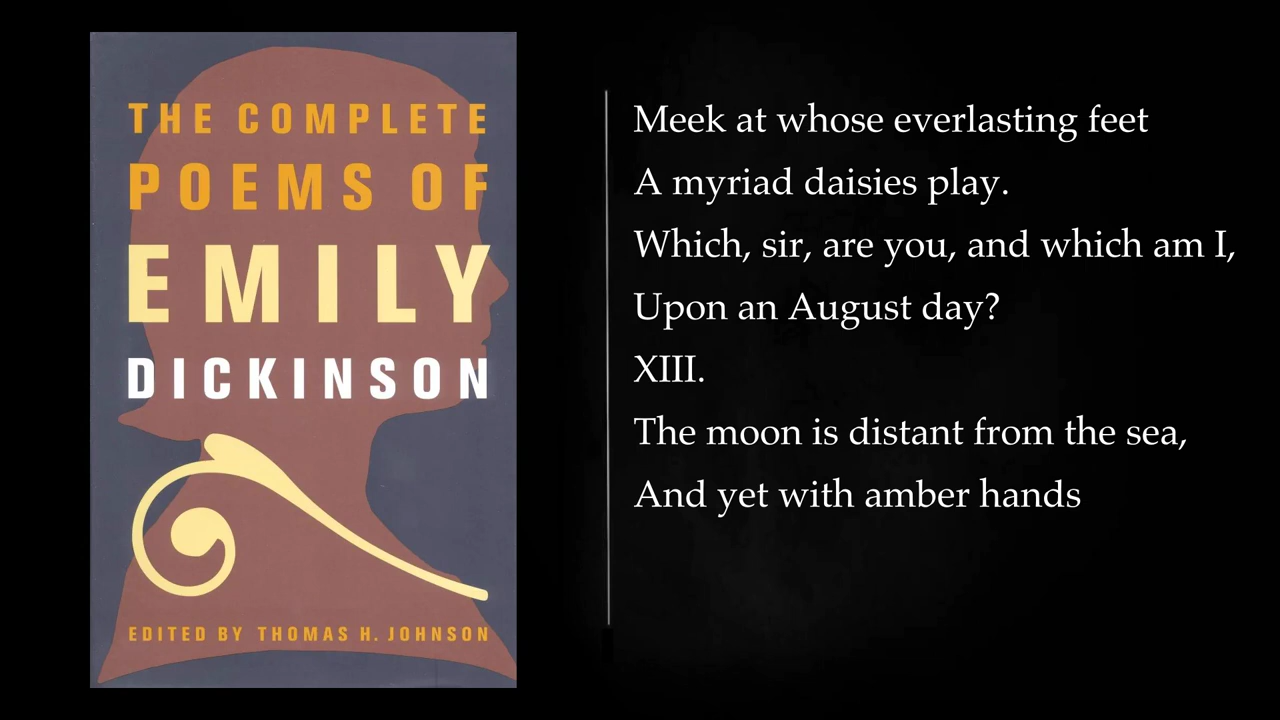 THE COMPLETE
POEMS OF
EMILY
DICKINSON
EDITED BY THOMAS H. JOHNSON
Meek at whose everlasting feet
A myriad daisies play.
Which, sir, are you, and which am I,
Upon an August day?
XIII.
The moon is distant from the sea,
And yet with amber hands